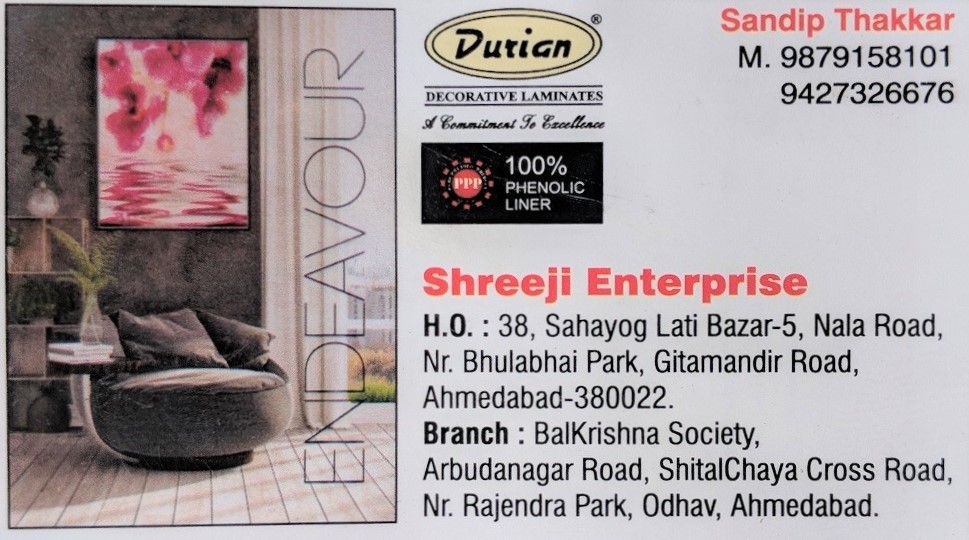 ENDEAVOUR
Durian®
DECORATIVE LAMINATES
A Commitment To Excellence
PPP
100%
PHENOLIC
LINER
Sandip Thakkar
M. 9879158101
9427326676
Shreeji Enterprise
H.O. : 38, Sahayog Lati Bazar-5, Nala Road,
Nr. Bhulabhai Park, Gitamandir Road,
Ahmedabad-380022.
Branch : BalKrishna Society,
Arbudanagar Road, ShitalChaya Cross Road,
Nr. Rajendra Park, Odhav, Ahmedabad.